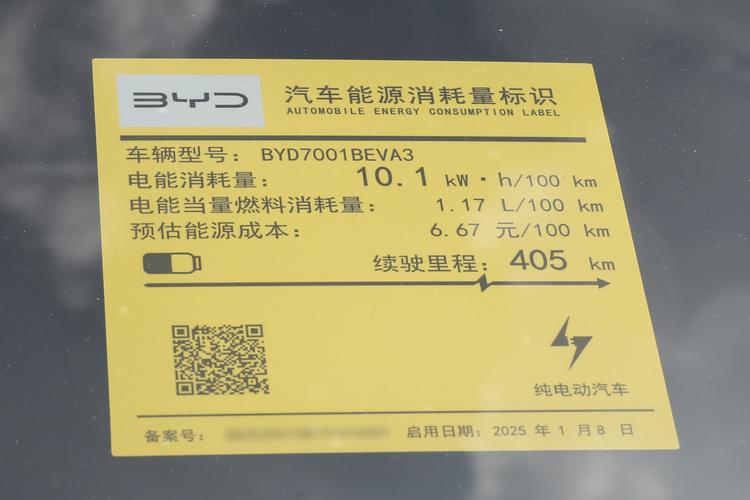 BYD 汽车能源消耗量标识
AUTOMOBILE ENERGY CONSUMPTION LABEL
车辆型号: BYD7001BEVA3
电能消耗量: 10.1 kW·h/100 km
电能当量燃料消耗量: 1.17 L/100 km
预估能源成本: 6.67 元/100 km
续驶里程: 405 km
纯电动汽车
备案号: 启用日期: 2025 年 1 月 8 日